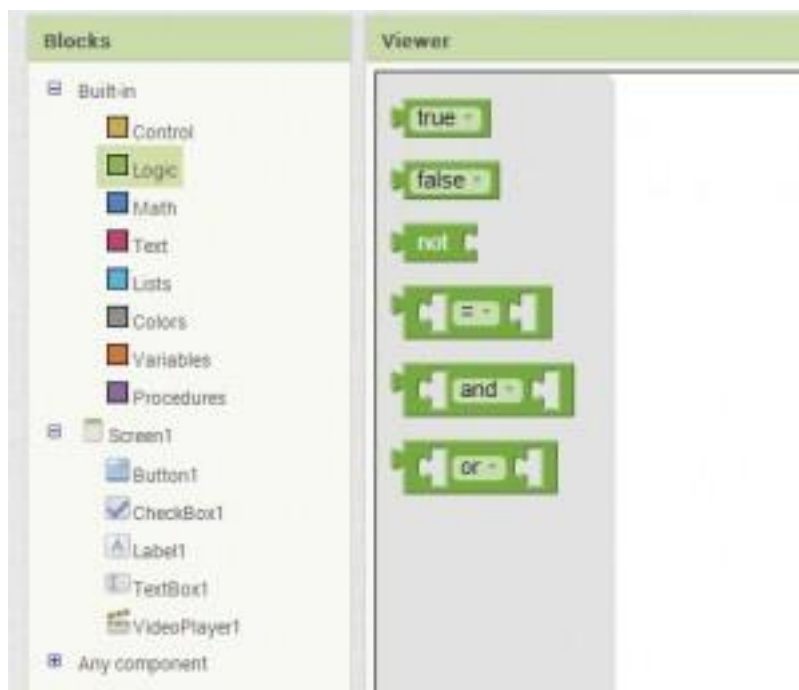 Blocks
Viewer
Built-in
Control
Logic
Math
Text
Lists
Colors
Variables
Procedures
Screen1
Button1
CheckBox1
A Label1
TextBox1
VideoPlayer1
Any component
true
false
not
=
and
or